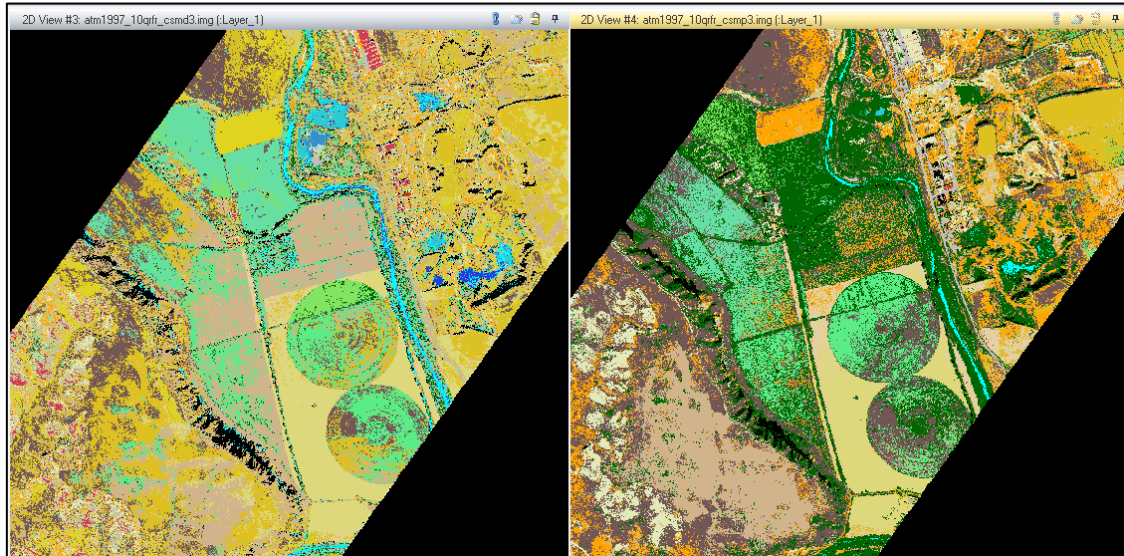 2D View #3: atm1997_10qrfr_csmd3.img (:Layer_1)
2D View #4: atm1997_10qrfr_csmp3.img (:Layer_1)